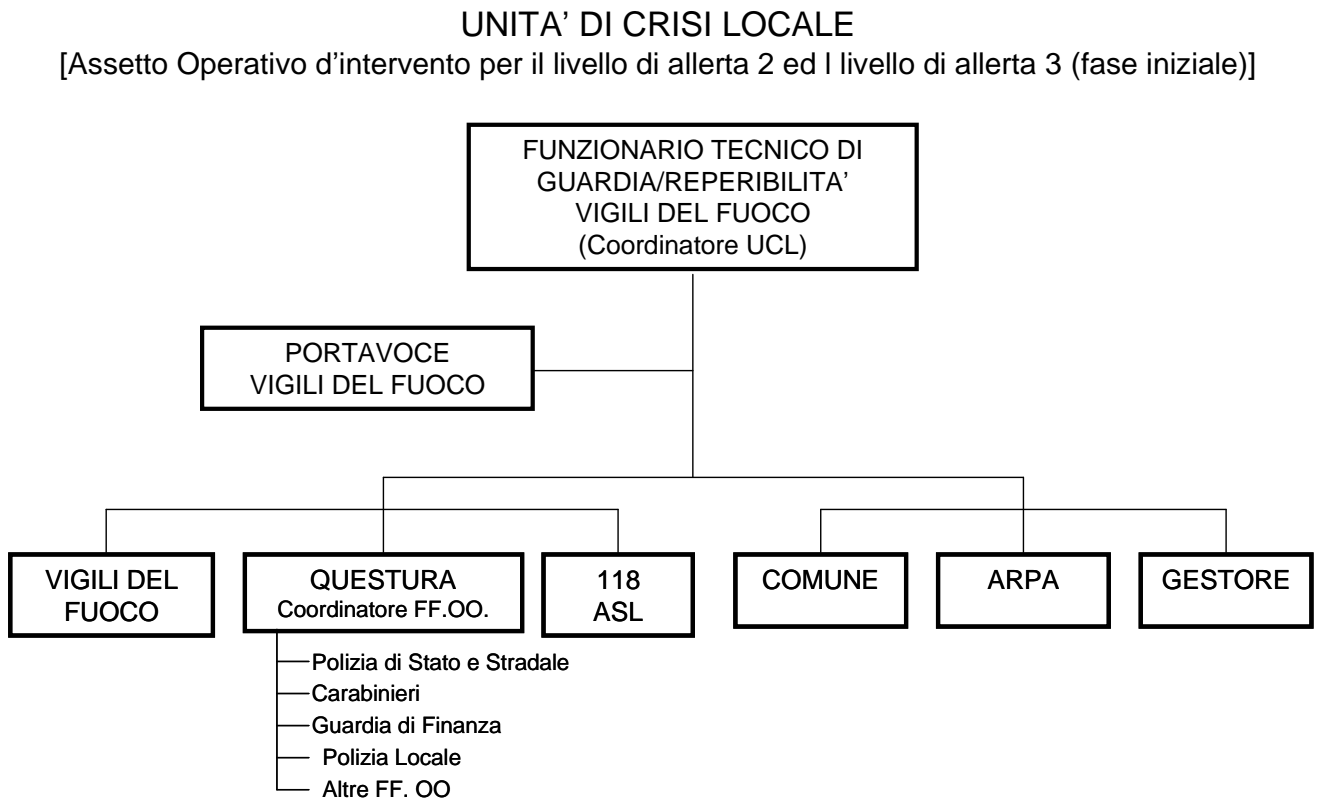 UNITA’ DI CRISI LOCALE
[Assetto Operativo d'intervento per il livello di allerta 2 ed l livello di allerta 3 (fase iniziale)]
FUNZIONARIO TECNICO DI
GUARDIA/REPERIBILITA’
VIGILI DEL FUOCO
(Coordinatore UCL)
PORTAVOCE
VIGILI DEL FUOCO
VIGILI DEL
FUOCO
QUESTURA
Coordinatore FF.OO.
118
ASL
COMUNE
ARPA
GESTORE
Polizia di Stato e Stradale
Carabinieri
Guardia di Finanza
Polizia Locale
Altre FF. OO